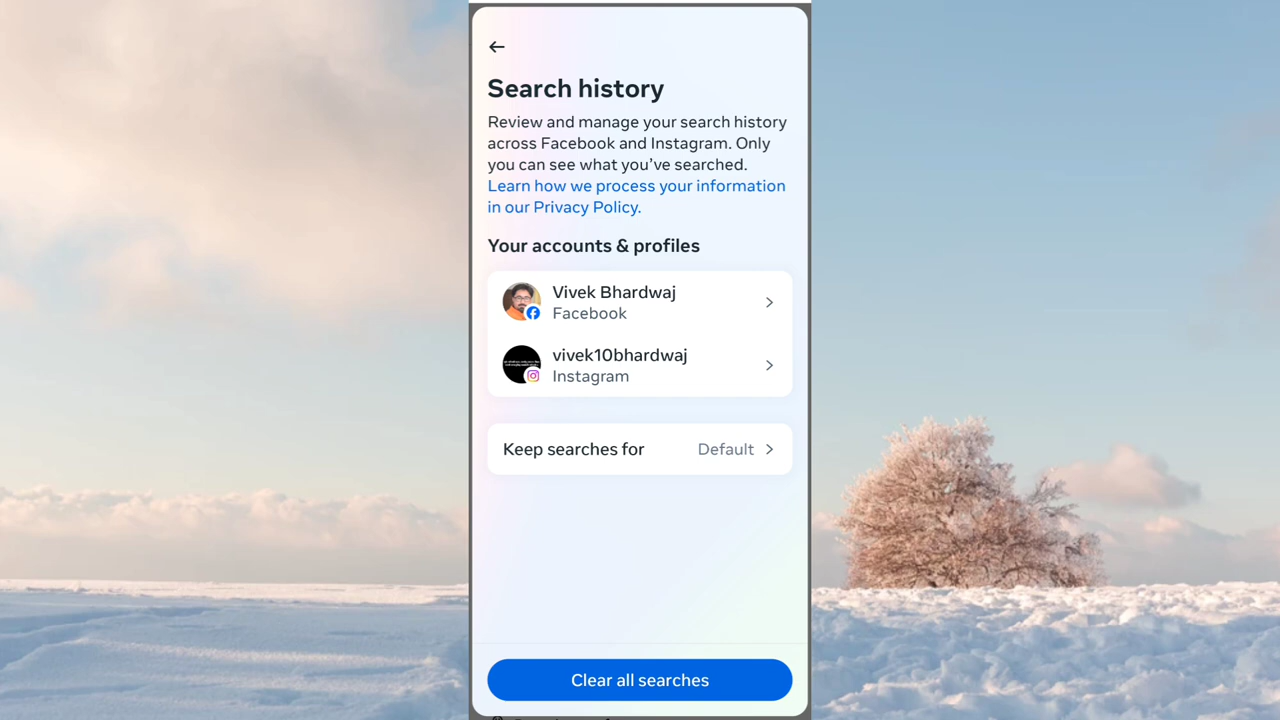 Search history
Review and manage your search history
across Facebook and Instagram. Only
you can see what you’ve searched.
Learn how we process your information
in our Privacy Policy.
Your accounts & profiles
Vivek Bhardwaj
Facebook
vivek10bhardwaj
Instagram
Keep searches for Default
Clear all searches